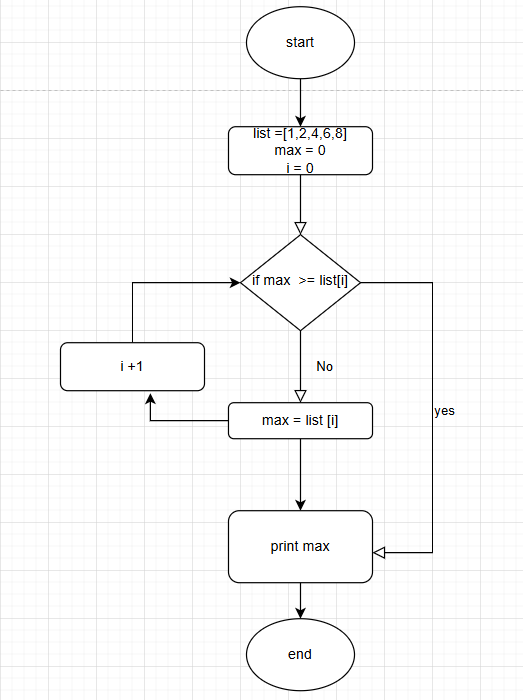 start
list =[1,2,4,6,8]
max = 0
i = 0
if max >= list[i]
i +1
No
max = list [i]
yes
print max
end